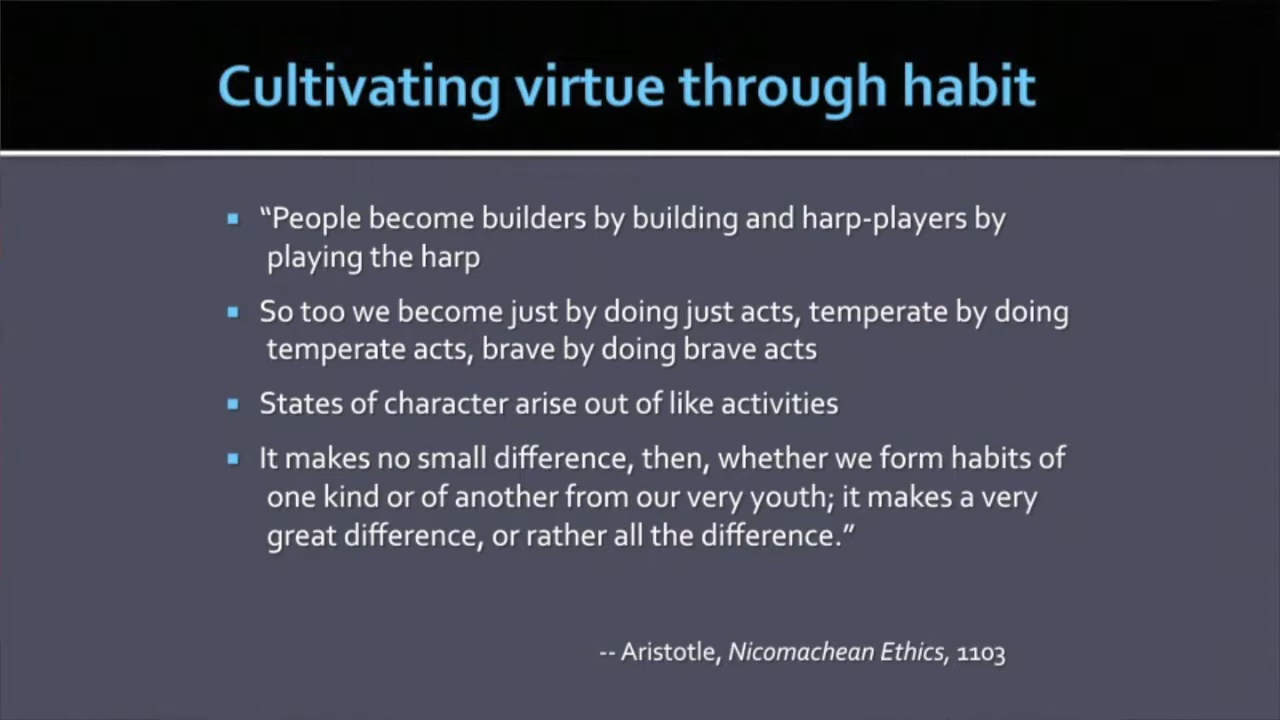 Cultivating virtue through habit
▪ “People become builders by building and harp-players by
playing the harp
▪ So too we become just by doing just acts, temperate by doing
temperate acts, brave by doing brave acts
▪ States of character arise out of like activities
▪ It makes no small difference, then, whether we form habits of
one kind or of another from our very youth; it makes a very
great difference, or rather all the difference.”
-- Aristotle, Nicomachean Ethics, 1103